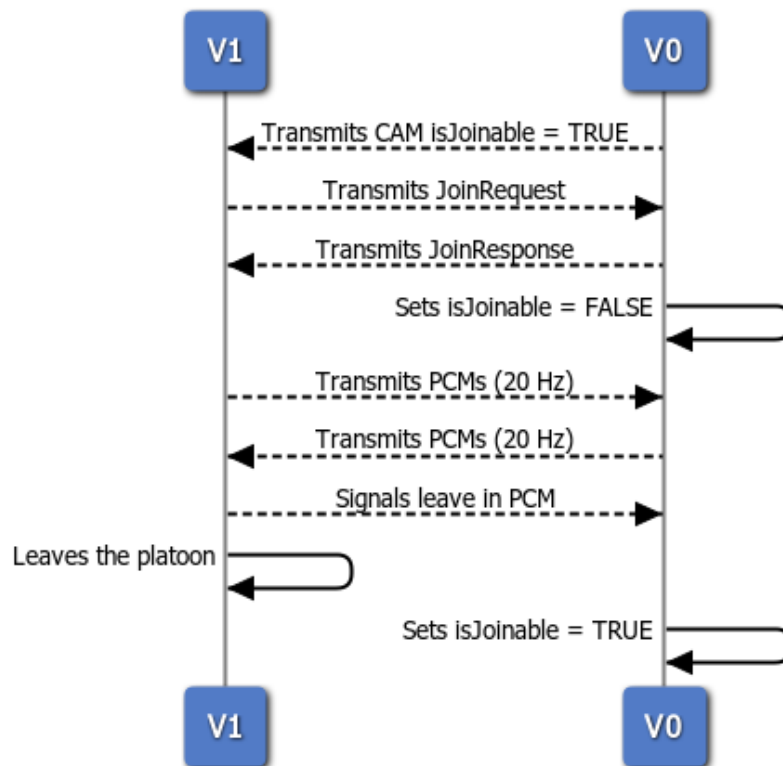 V1
V0
Transmits CAM isJoinable = TRUE
Transmits JoinRequest
Transmits JoinResponse
Sets isJoinable = FALSE
Transmits PCMs (20 Hz)
Transmits PCMs (20 Hz)
Signals leave in PCM
Leaves the platoon
Sets isJoinable = TRUE
V1
V0